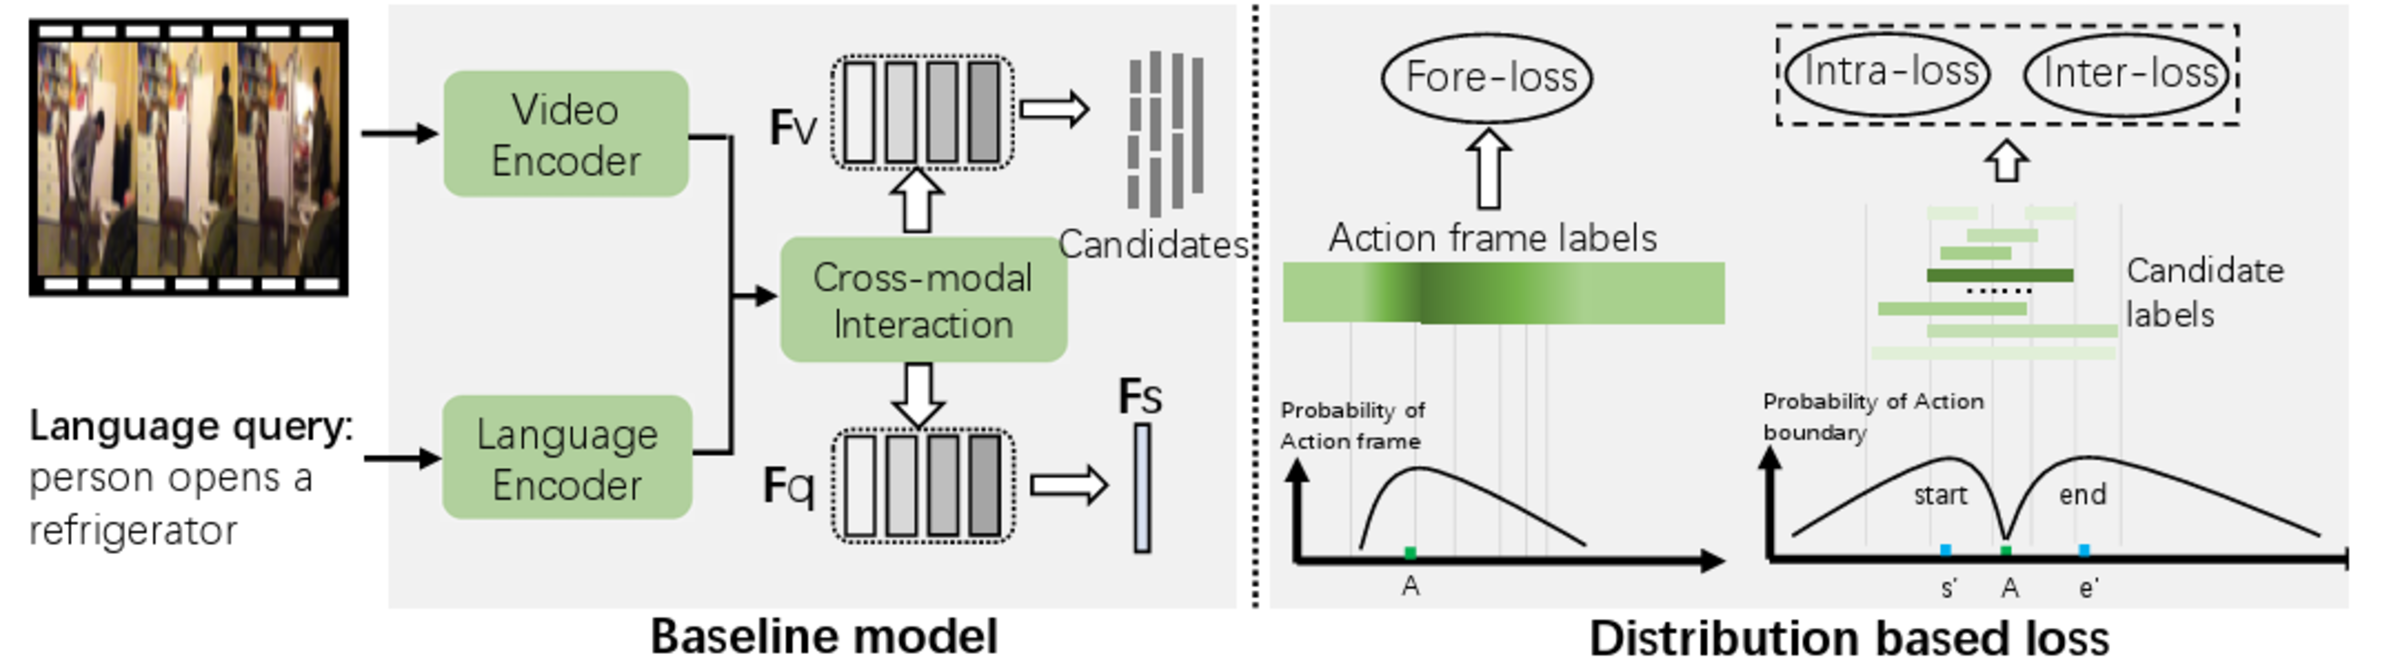 Language query:
person opens a
refrigerator
Video
Encoder
Language
Encoder
Cross-modal
Interaction
Fv
Candidates
Fq
Fs
Baseline model
Fore-loss
Action frame labels
Probability of
Action frame
A
Intra-loss
Inter-loss
Candidate
labels
Probability of Action
boundary
start
end
s' A e'
Distribution based loss